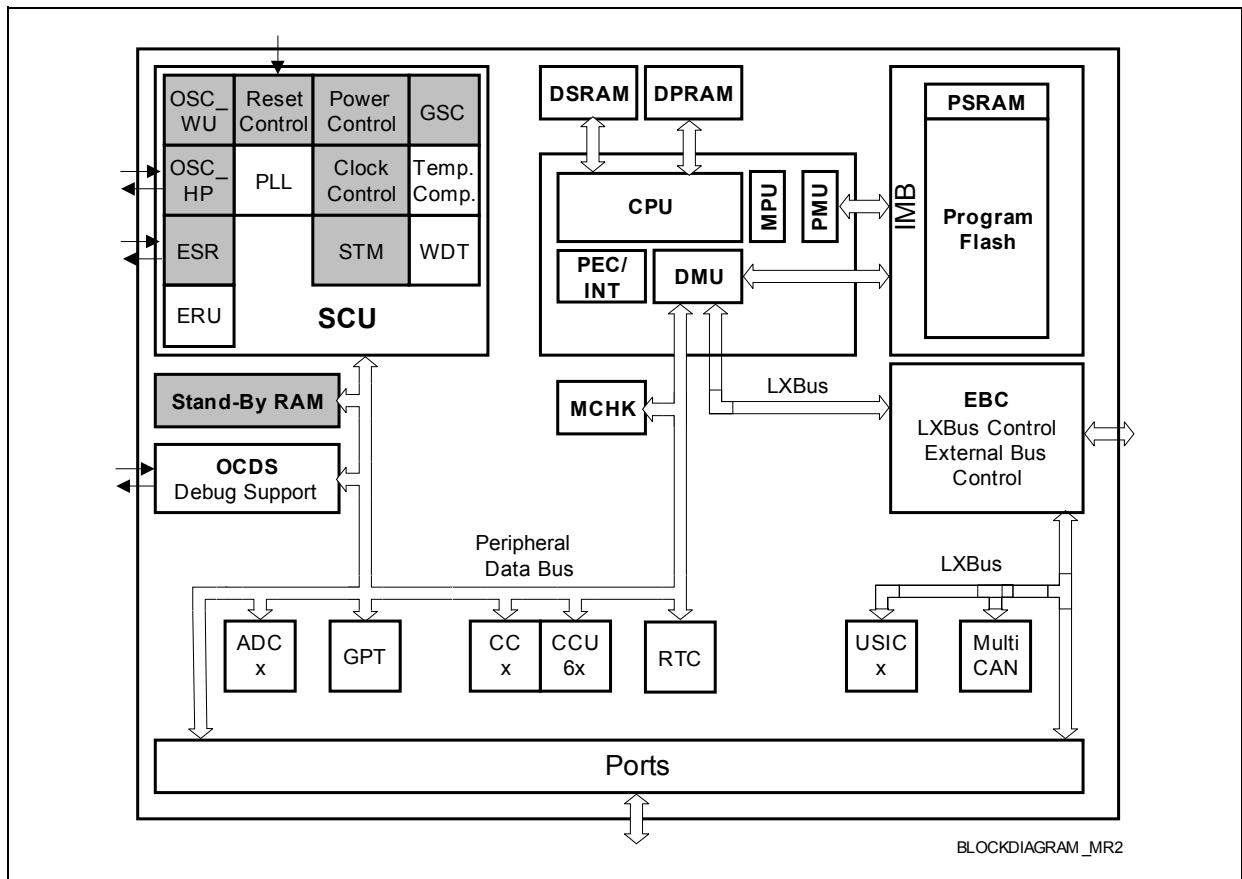 OSC_
WU
Reset
Control
Power
Control
GSC
OSC_
HP
PLL
Clock
Control
Temp.
Comp.
ESR
STM
WDT
ERU
SCU
DSRAM
DPRAM
CPU
MPU
PMU
PEC/
INT
DMU
IMB
PSRAM
Program
Flash
Stand-By RAM
MCHK
LXBus
EBC
LXBus Control
External Bus
Control
OCDS
Debug Support
Peripheral
Data Bus
LXBus
ADC
x
GPT
CC
x
CCU
6x
RTC
USIC
x
Multi
CAN
Ports
BLOCKDIAGRAM_MR2